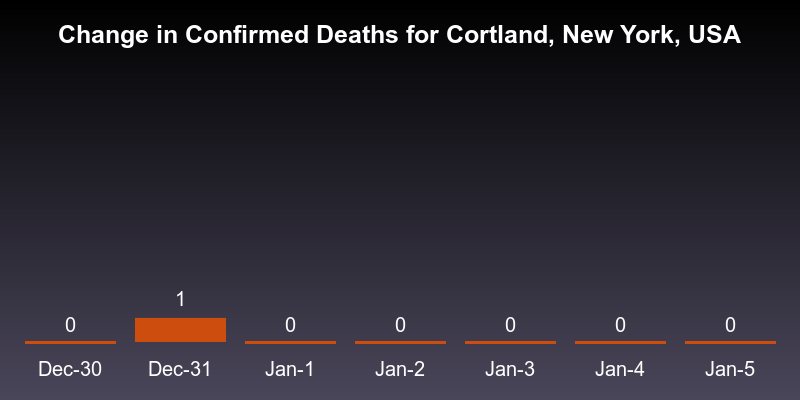 Change in Confirmed Deaths for Cortland, New York, USA
0 1 0 0 0 0 0
Dec-30 Dec-31 Jan-1 Jan-2 Jan-3 Jan-4 Jan-5